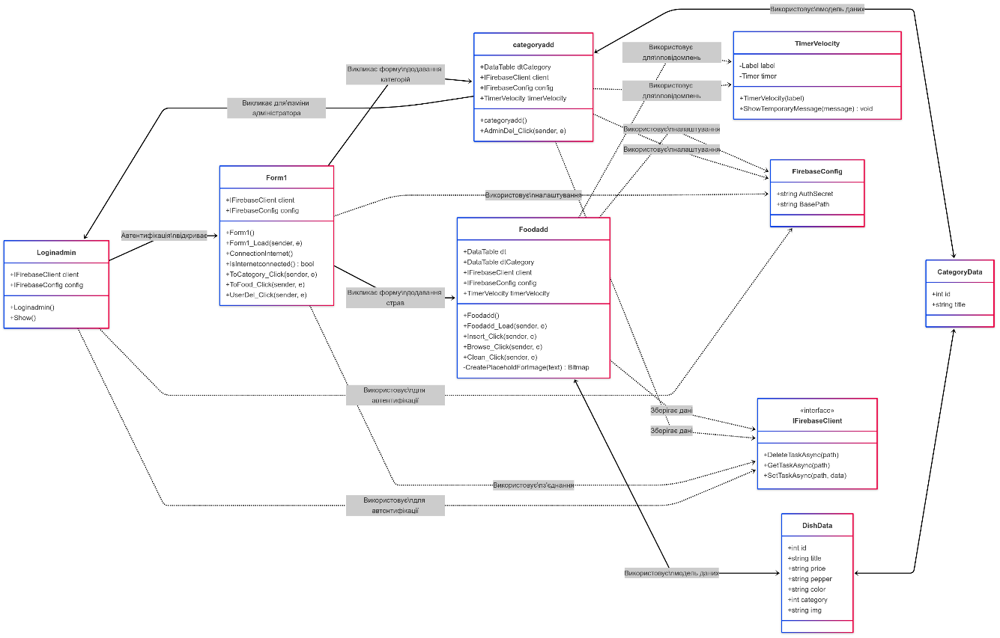 Використовує\nмодель даних
categoryadd
+DataTable dtCategory
+IFirebaseClient client
+IFirebaseConfig config
+TimerVelocity timerVelocity
+categoryadd()
+AdminDel_Click(sender, e)
TimerVelocity
-Label label
-Timer timer
+TimerVelocity(label)
+ShowTemporaryMessage(message) : void
Використовує
для\nповідомлень
Використовує
для\nповідомлень
Викликає форму\nдодавання
категорій
Викликає для\nзміни
адміністратора
Використовує\nналаштування
Використовує\nналаштування
Form1
+IFirebaseClient client
+IFirebaseConfig config
+Form1()
+Form1_Load(sender, e)
+ConnectionInternet()
+IsInternetconnected() : bool
+ToCategory_Click(sender, e)
+ToFood_Click(sender, e)
+UserDel_Click(sender, e)
FirebaseConfig
+string AuthSecret
+string BasePath
Використовує\nналаштування
Автентифікація\nвідкриває
Loginadmin
+IFirebaseClient client
+IFirebaseConfig config
+Loginadmin()
+Show()
Foodadd
+DataTable dt
+DataTable dtCategory
+IFirebaseClient client
+IFirebaseConfig config
+TimerVelocity timerVelocity
+Foodadd()
+Foodadd_Load(sender, e)
+Insert_Click(sender, e)
+Browse_Click(sender, e)
+Clean_Click(sender, e)
-CreatePlaceholdForImage(text) : Bitmap
Викликає форму\nдодавання
страв
CategoryData
+int id
+string title
Використовує\nдля
автентифікації
Зберігає дані
Зберігає дані
«interface»
IFirebaseClient
+DeleteTaskAsync(path)
+GetTaskAsync(path)
+SetTaskAsync(path, data)
Використовує\nз'єднання
Використовує\nдля
автентифікації
DishData
+int id
+string title
+string price
+string pepper
+string color
+int category
+string img
Використовує\nмодель даних